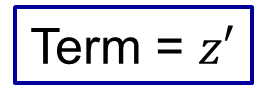 Term = z′